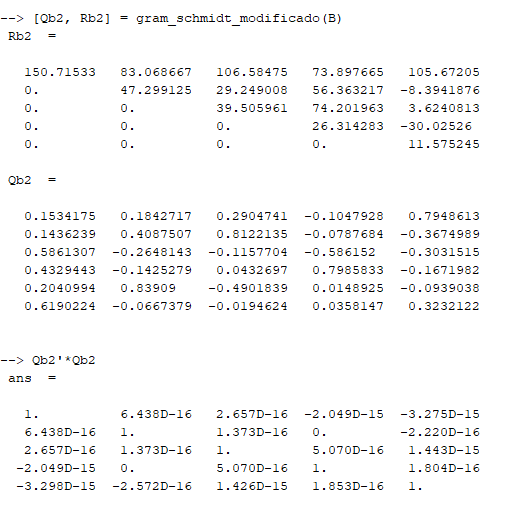 --> [Qb2, Rb2] = gram_schmidt_modificado(B)
Rb2  =
150.71533   83.068667   106.58475   73.897665   105.67205
0.          47.299125   29.249008   56.363217  -8.3941876
0.          0.          39.505961   74.201963   3.6240813
0.          0.          0.          26.314283  -30.02526
0.          0.          0.          0.          11.575245
Qb2  =
0.1534175   0.1842717   0.2904741  -0.1047928   0.7948613
0.1436239   0.4087507   0.8122135  -0.0787684  -0.3674989
0.5861307  -0.2648143  -0.1157704  -0.586152   -0.3031515
0.4329443  -0.1425279   0.0432697   0.7985833  -0.1671982
0.2040994   0.83909    -0.4901839   0.0148925  -0.0939038
0.6190224  -0.0667379  -0.0194624   0.0358147   0.3232122
--> Qb2'*Qb2
ans  =
1.          6.438D-16   2.657D-16  -2.049D-15  -3.275D-15
6.438D-16   1.          1.373D-16   0.         -2.220D-16
2.657D-16   1.373D-16   1.          5.070D-16   1.443D-15
-2.049D-15   0.          5.070D-16   1.          1.804D-16
-3.298D-15  -2.572D-16   1.426D-15   1.853D-16   1.